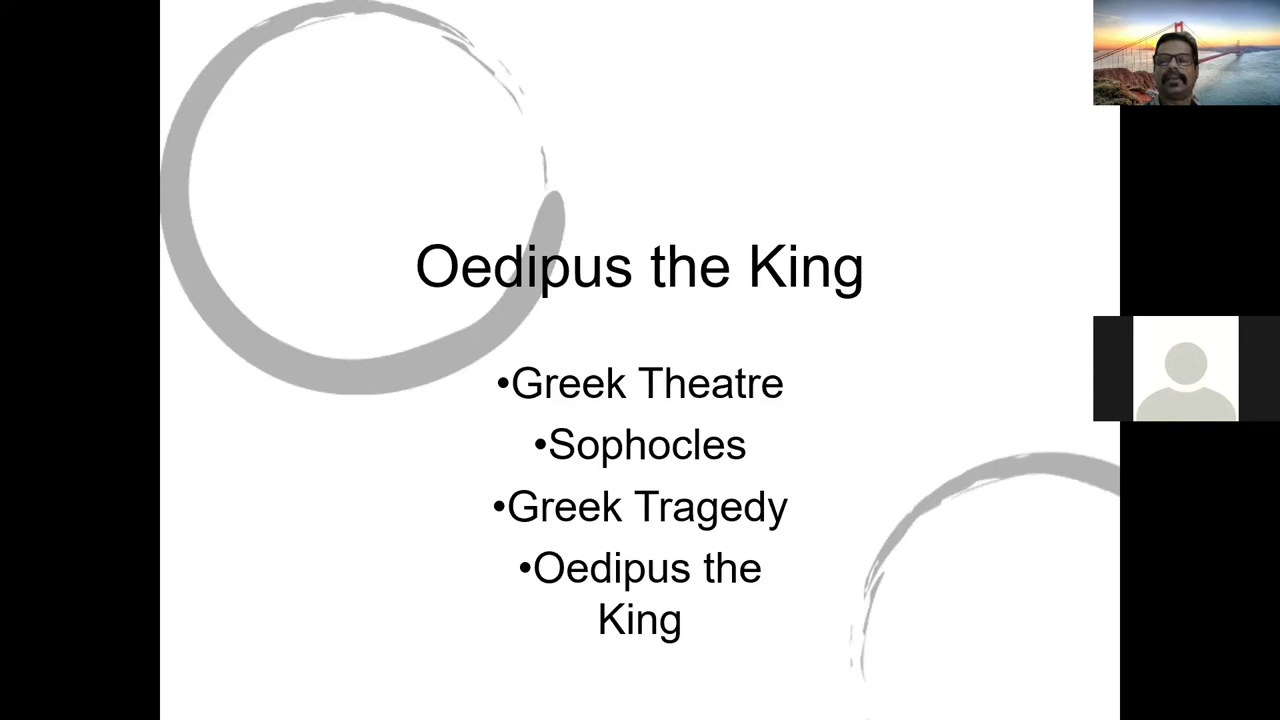 Oedipus the King
•Greek Theatre
•Sophocles
•Greek Tragedy
•Oedipus the
King